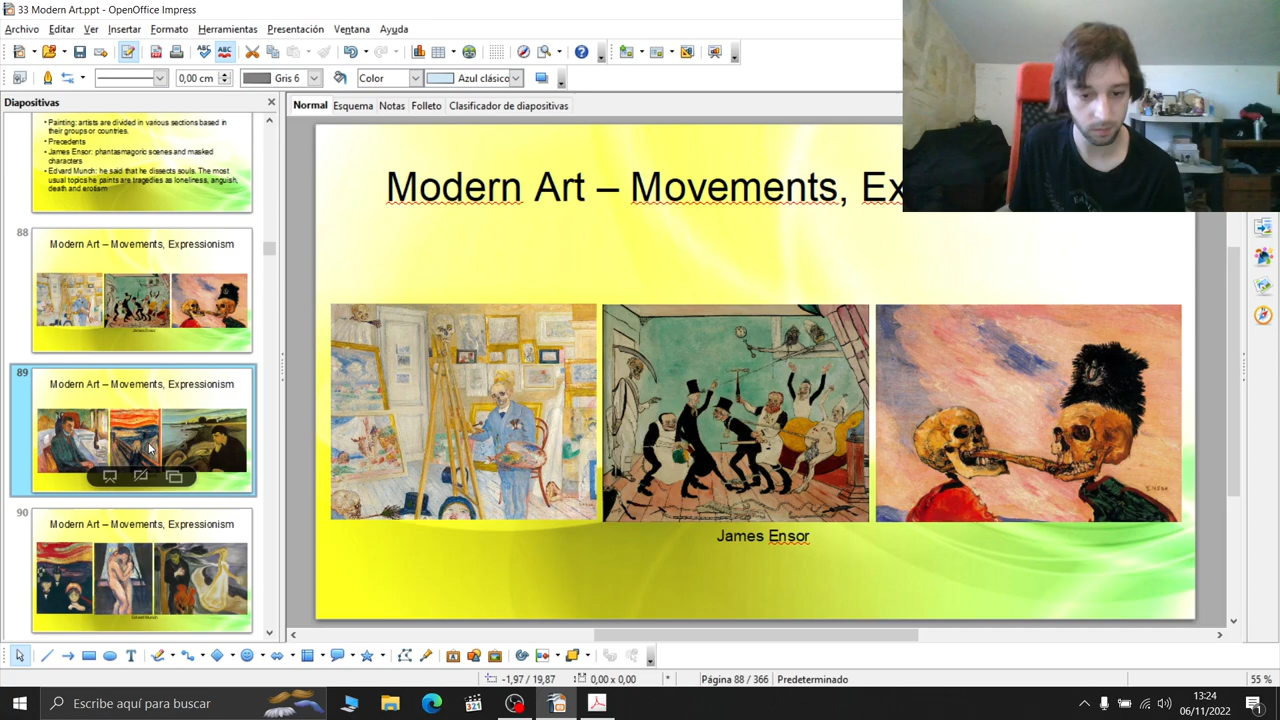 33 Modern Art.ppt - OpenOffice Impress
Archivo Editar Ver Insertar Formato Herramientas Presentación Ventana Ayuda
0,00 cm Gris 6 Color Azul clásico
Diapositivas
Normal Esquema Notas Folleto Clasificador de diapositivas
• Painting: artists are divided in various sections based in
their groups or countries.
• Precedents
• James Ensor: phantasmagoric scenes and masked
characters
• Edvard Munch: he said that he dissects souls. The most
usual topics he paints are tragedies as loneliness, anguish,
death and erotism
88
Modern Art – Movements, Expressionism
James Ensor
89
Modern Art – Movements, Expressionism
90
Modern Art – Movements, Expressionism
Edvard Munch
Modern Art – Movements, Ex
James Ensor
-1,97 / 19,87 0,00 x 0,00 * Página 88 / 366 Predeterminado 55 %
Escribe aquí para buscar
321
13:24
06/11/2022
1